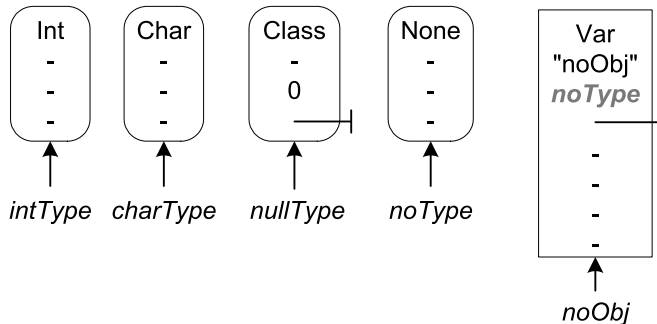 Int
-
-
-
intType
Char
-
-
-
charType
Class
-
0
nullType
None
-
-
-
noType
Var
"noObj"
noType
-
-
-
-
noObj